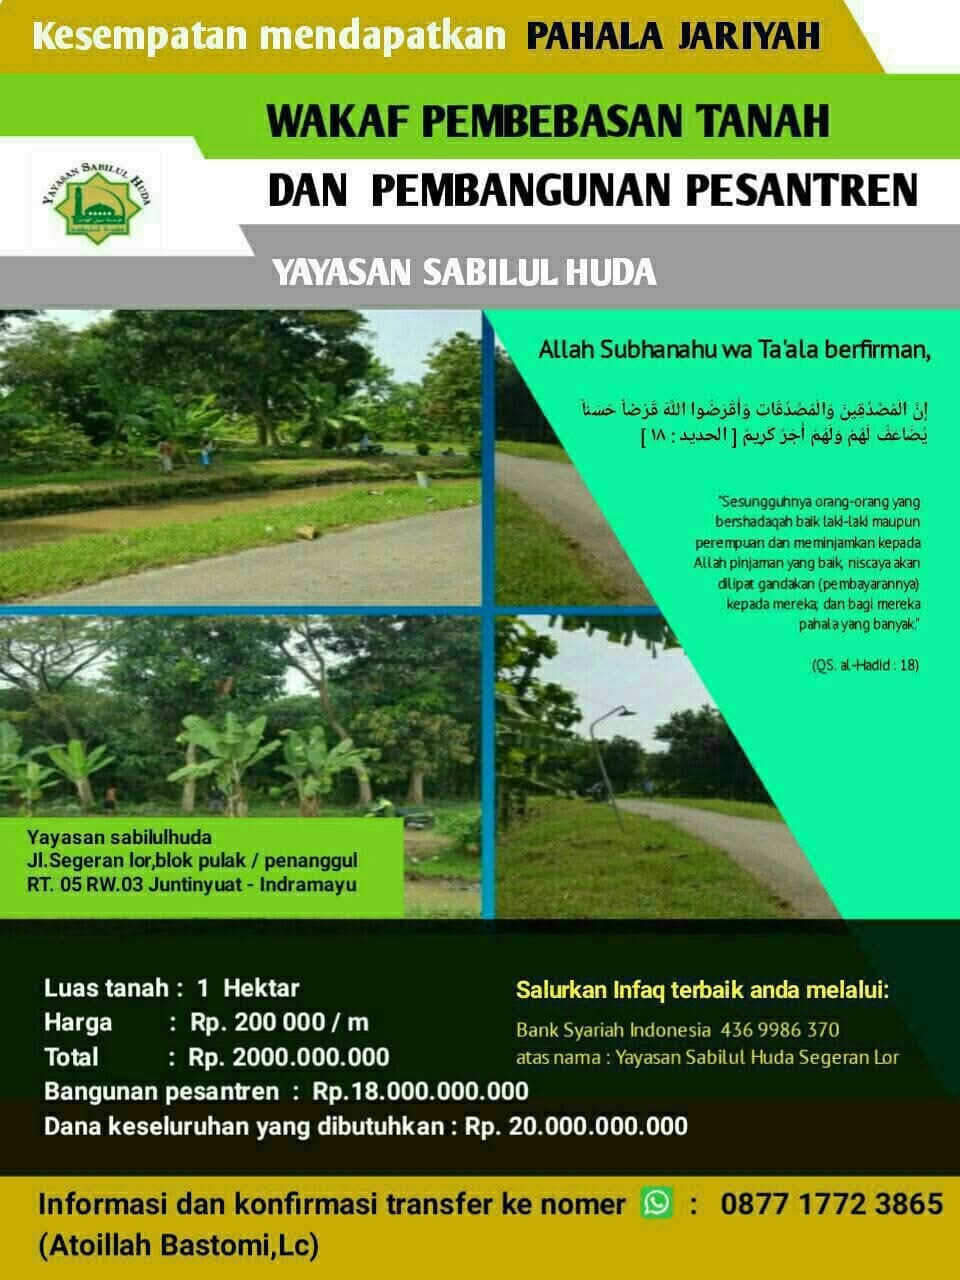 Kesempatan mendapatkan PAHALA JARIYAH
WAKAF PEMBEBASAN TANAH
DAN PEMBANGUNAN PESANTREN
YAYASAN SABILUL HUDA
YAYASAN SABILUL HUDA
Allah Subhanahu wa Ta'ala berfirman,
إِنَّ الْمُصَّدِّقِينَ وَالْمُصَّدِّقَاتِ وَأَقْرَضُوا اللَّهَ قَرْضاً حَسَناً
يُضَاعَفُ لَهُمْ وَلَهُمْ أَجْرٌ كَرِيمٌ [ الحديد : ١٨ ]
"Sesungguhnya orang-orang yang
bershadaqah baik laki-laki maupun
perempuan dan meminjamkan kepada
Allah pinjaman yang baik, niscaya akan
dilipat gandakan (pembayarannya)
kepada mereka; dan bagi mereka
pahala yang banyak."
(QS. al-Hadid : 18)
Yayasan sabilulhuda
Jl.Segeran lor,blok pulak / penanggul
RT. 05 RW.03 Juntinyuat - Indramayu
Luas tanah : 1 Hektar
Harga : Rp. 200 000 / m
Total : Rp. 2000.000.000
Bangunan pesantren : Rp.18.000.000.000
Dana keseluruhan yang dibutuhkan : Rp. 20.000.000.000
Salurkan Infaq terbaik anda melalui:
Bank Syariah Indonesia 436 9986 370
atas nama : Yayasan Sabilul Huda Segeran Lor
Informasi dan konfirmasi transfer ke nomer : 0877 1772 3865
(Atoillah Bastomi,Lc)